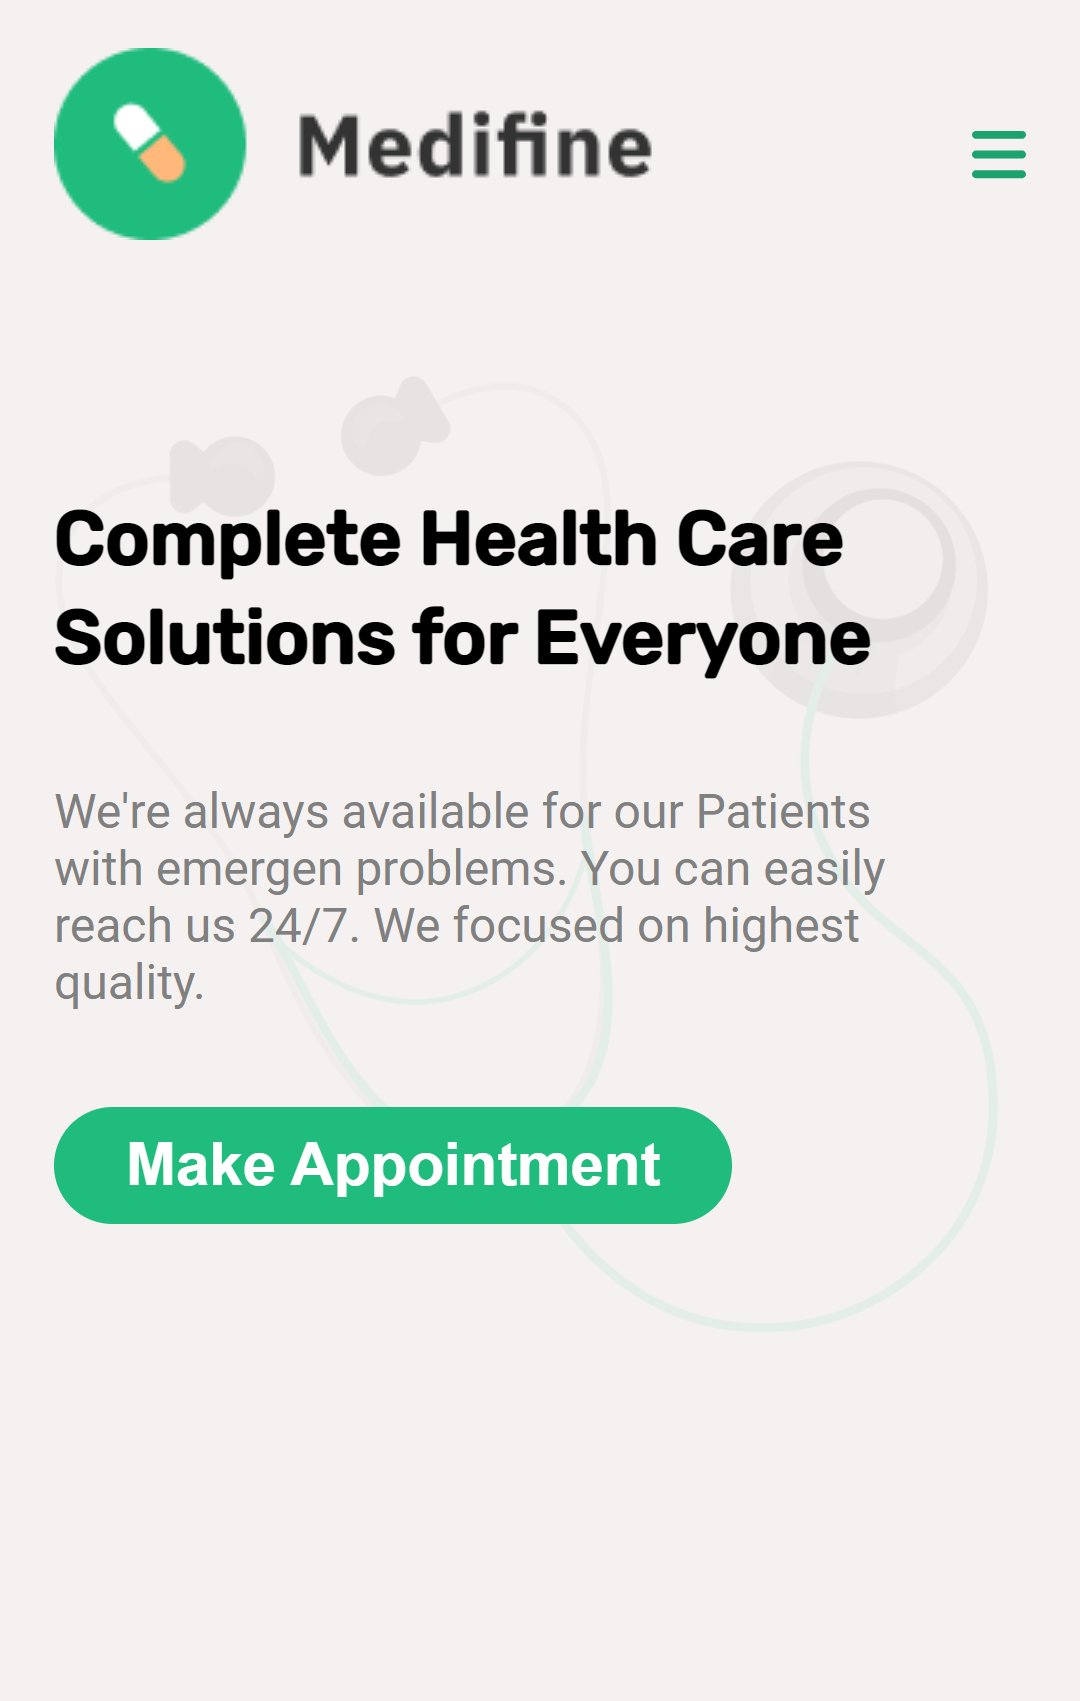 Medifine
Complete Health Care
Solutions for Everyone
We're always available for our Patients
with emergen problems. You can easily
reach us 24/7. We focused on highest
quality.
Make Appointment